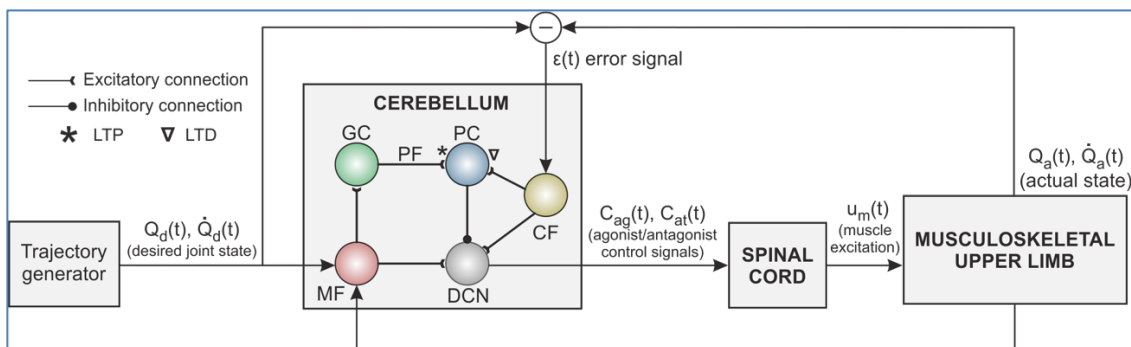 −
ε(t) error signal
Excitatory connection
Inhibitory connection
* LTP ∇ LTD
CEREBELLUM
GC
PF
*
PC
∇
CF
MF
DCN
Trajectory
generator
Q_d(t), Q̇_d(t)
(desired joint state)
C_ag(t), C_at(t)
(agonist/antagonist
control signals)
SPINAL
CORD
u_m(t)
(muscle
excitation)
Q_a(t), Q̇_a(t)
(actual state)
MUSCULOSKELETAL
UPPER LIMB